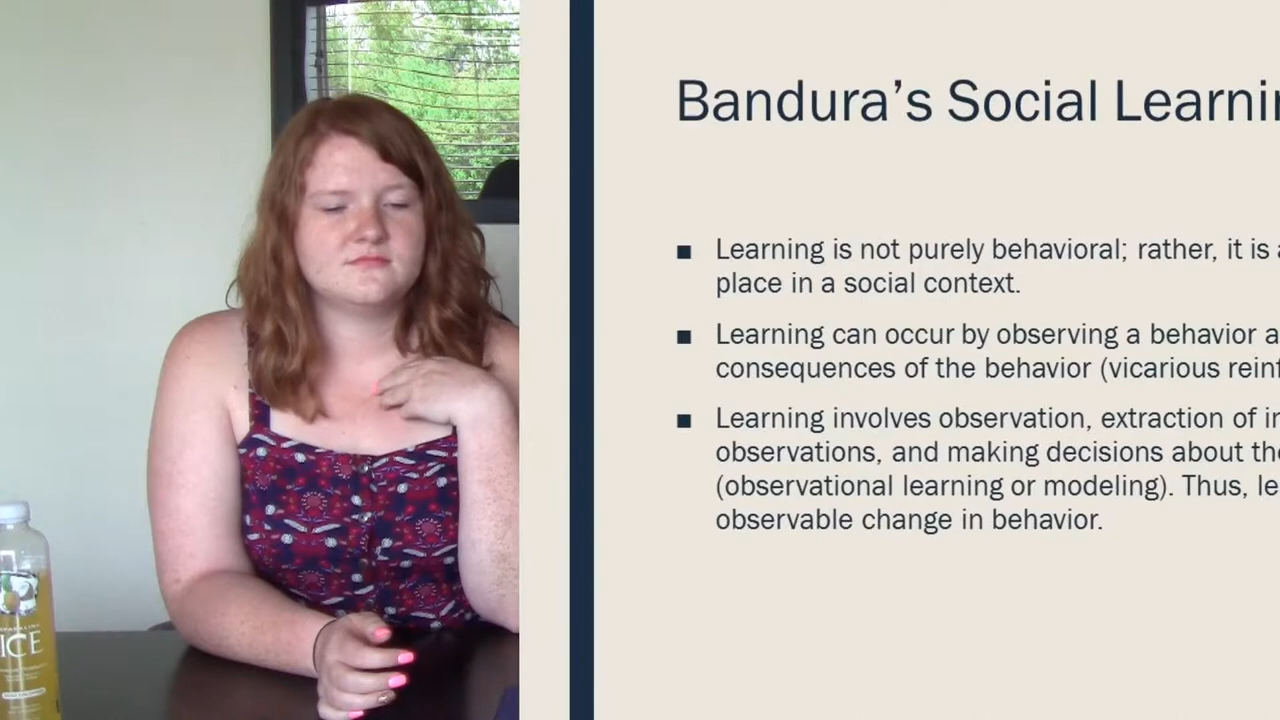 Bandura’s Social Learnin
■ Learning is not purely behavioral; rather, it is a
place in a social context.
■ Learning can occur by observing a behavior a
consequences of the behavior (vicarious reinf
■ Learning involves observation, extraction of in
observations, and making decisions about the
(observational learning or modeling). Thus, le
observable change in behavior.
ICE